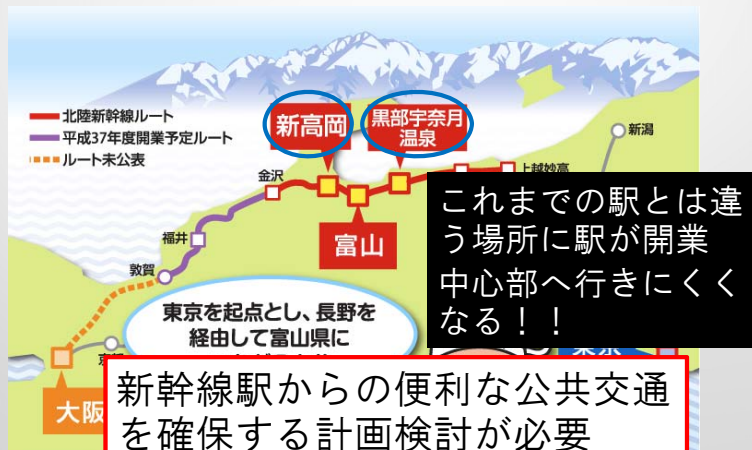 北陸新幹線ルート
平成37年度開業予定ルート
ルート未公表
新高岡
黒部宇奈月
温泉
新潟
金沢
上越妙高
富山
福井
敦賀
これまでの駅とは違
う場所に駅が開業
中心部へ行きにくく
なる！！
東京を起点とし、長野を
経由して富山県に
大阪
新幹線駅からの便利な公共交通
を確保する計画検討が必要